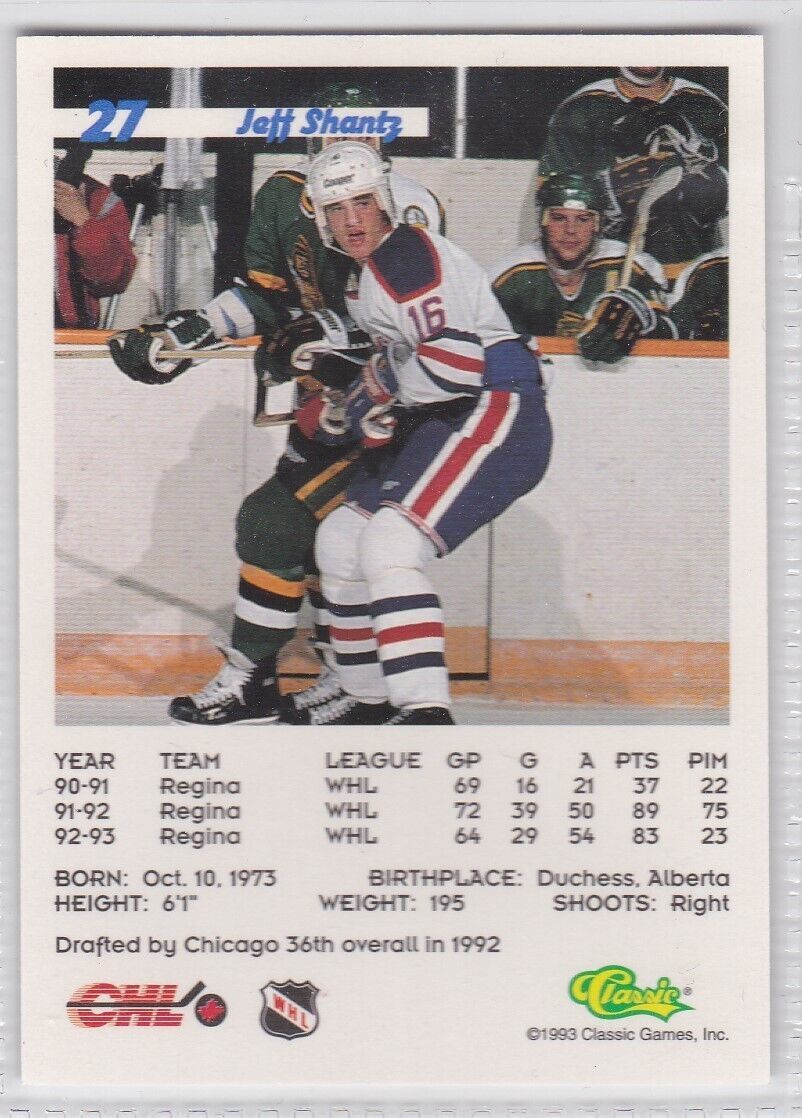 27 Jeff Shantz
Cooper
16
YEAR TEAM LEAGUE GP G A PTS PIM
90-91 Regina WHL 69 16 21 37 22
91-92 Regina WHL 72 39 50 89 75
92-93 Regina WHL 64 29 54 83 23
BORN: Oct. 10, 1973 BIRTHPLACE: Duchess, Alberta
HEIGHT: 6'1" WEIGHT: 195 SHOOTS: Right
Drafted by Chicago 36th overall in 1992
CHL WHL Classic®
©1993 Classic Games, Inc.